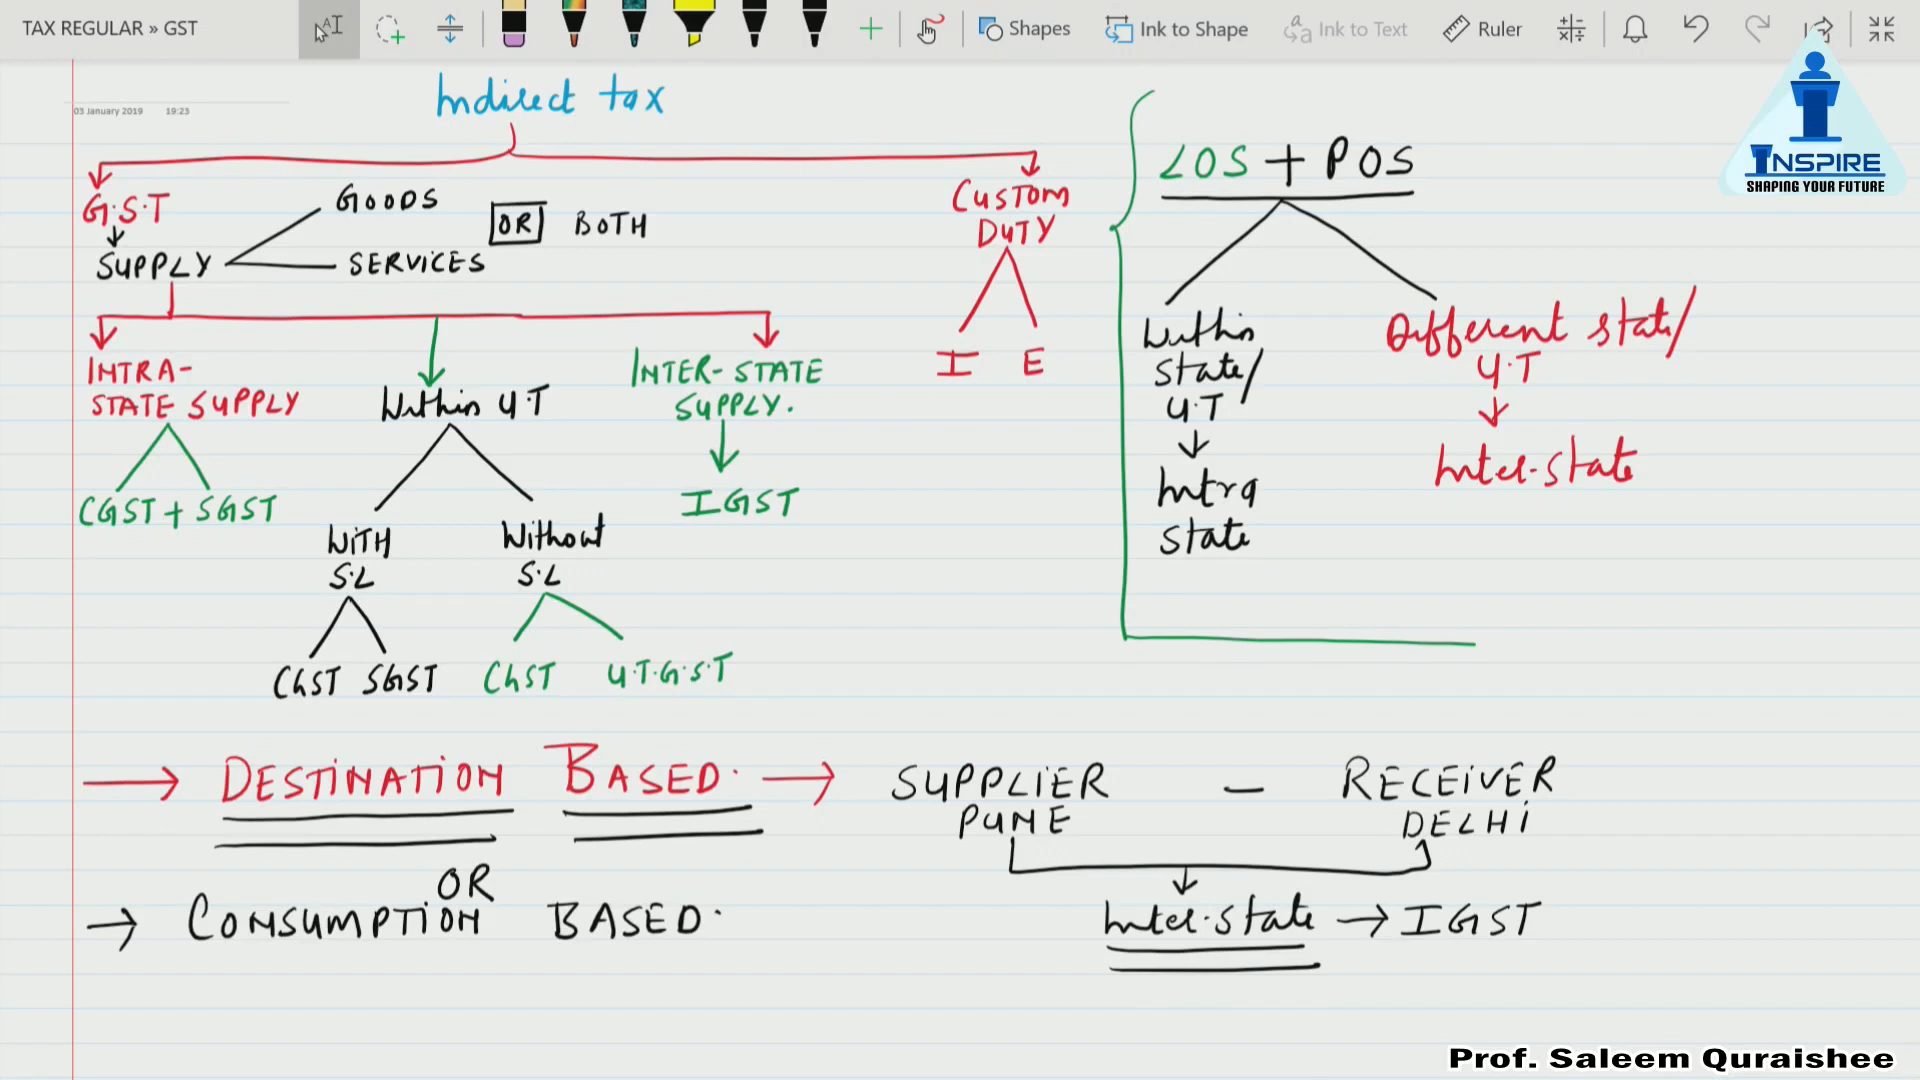 TAX REGULAR » GST
Shapes
Ink to Shape
Ink to Text
Ruler
03 January 2019 19:23
Indirect tax
G.S.T
SUPPLY
GOODS
SERVICES
OR BOTH
CUSTOM
DUTY
I E
INTRA-
STATE SUPPLY
CGST + SGST
Within U.T
WITH
S.L
CGST SGST
Without
S.L
CGST U.T.G.S.T
INTER-STATE
SUPPLY.
IGST
LOS + POS
Within
State/
U.T
Intra
State
Different state/
U.T
Inter-state
INSPIRE
SHAPING YOUR FUTURE
DESTINATION BASED.
SUPPLIER - RECEIVER
PUNE DELHI
OR
CONSUMPTION BASED.
Inter-state → IGST
Prof. Saleem Quraishee